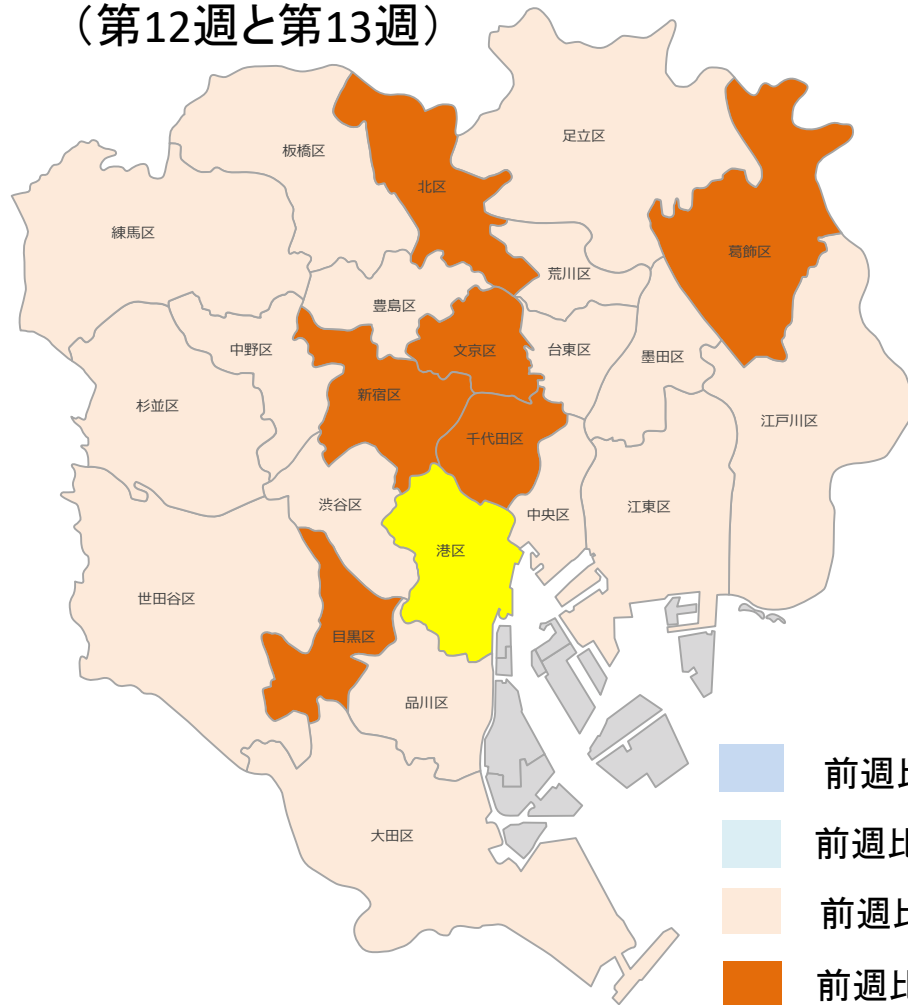 （第12週と第13週）
足立区
板橋区
北区
練馬区
葛飾区
荒川区
豊島区
中野区
文京区
台東区
墨田区
新宿区
杉並区
江戸川区
千代田区
渋谷区
中央区
江東区
港区
世田谷区
目黒区
品川区
大田区
前週比
前週比
前週比
前週比